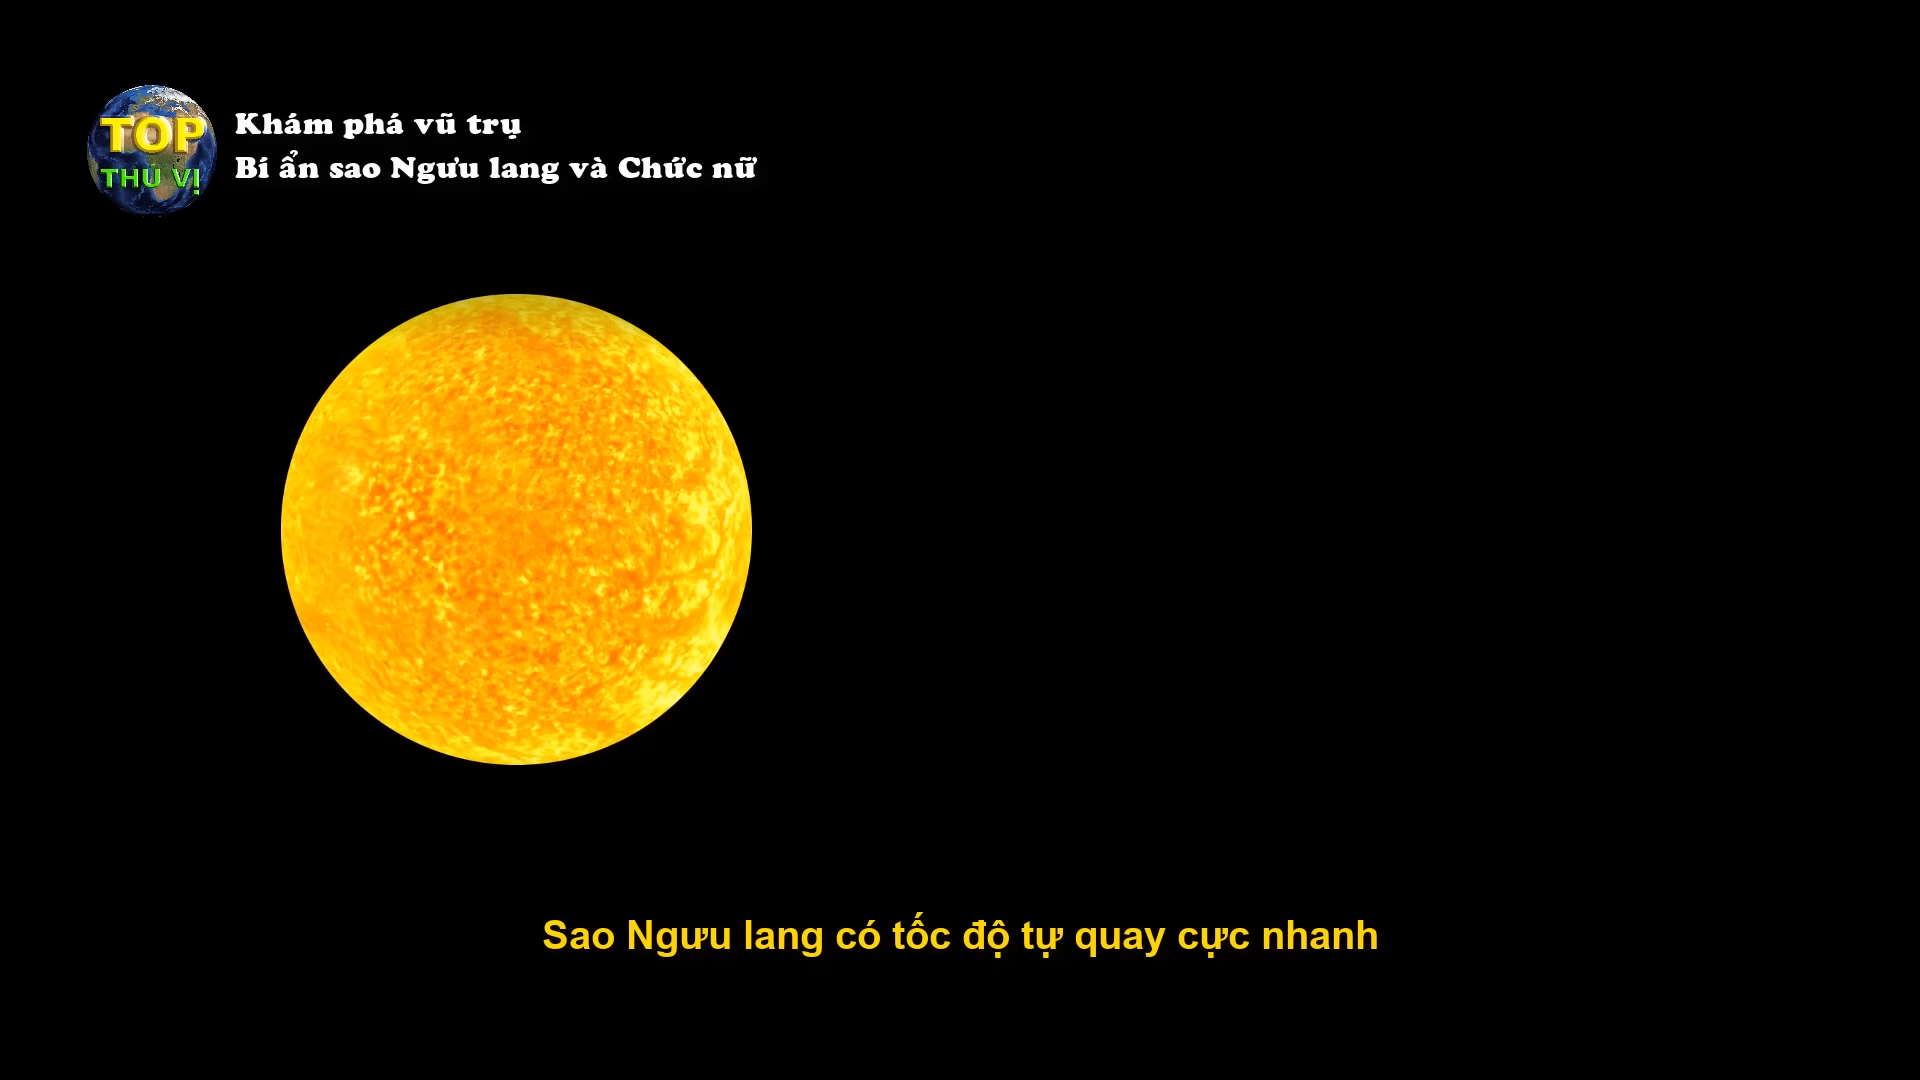 TOP
THÚ VỊ
Khám phá vũ trụ
Bí ẩn sao Ngưu lang và Chức nữ
Sao Ngưu lang có tốc độ tự quay cực nhanh